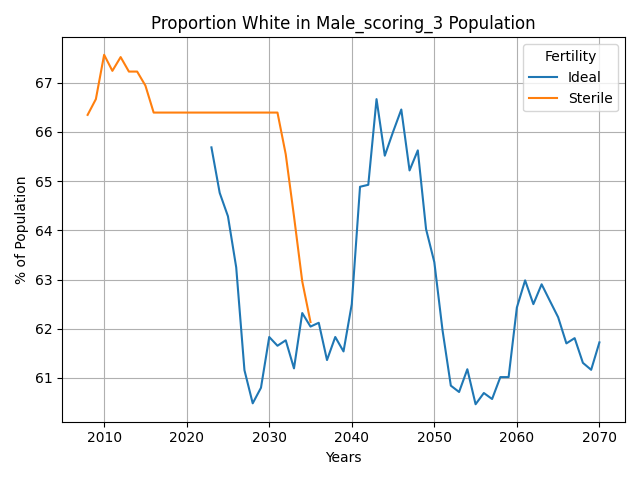 Proportion White in Male_scoring_3 Population
Fertility
Ideal
Sterile
% of Population
67
66
65
64
63
62
61
2010 2020 2030 2040 2050 2060 2070
Years